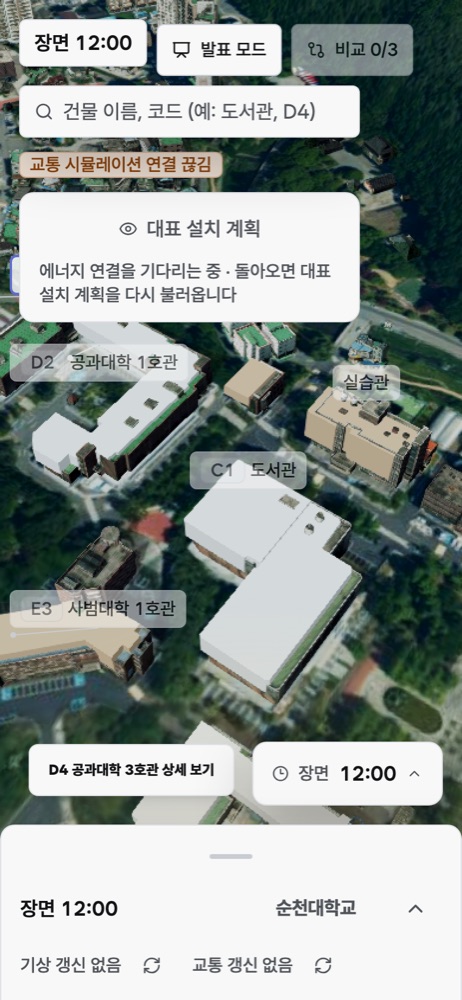 장면 12:00
발표 모드
비교 0/3
건물 이름, 코드 (예: 도서관, D4)
교통 시뮬레이션 연결 끊김
대표 설치 계획
에너지 연결을 기다리는 중 · 돌아오면 대표
설치 계획을 다시 불러옵니다
D2 공과대학 1호관
실습관
C1 도서관
E3 사범대학 1호관
D4 공과대학 3호관 상세 보기
장면 12:00
장면 12:00
순천대학교
기상 갱신 없음
교통 갱신 없음